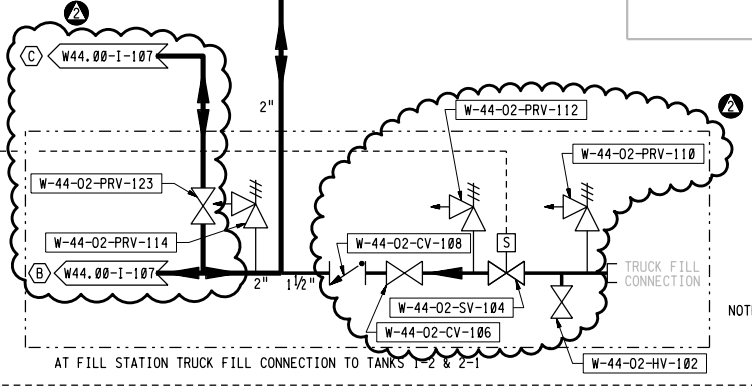 2
C
W44.00-I-107
2"
W-44-02-PRV-112
2
W-44-02-PRV-110
W-44-02-PRV-123
W-44-02-PRV-114
W-44-02-CV-108
S
B
W44.00-I-107
2"
1½"
TRUCK FILL
CONNECTION
W-44-02-SV-104
W-44-02-CV-106
NOT
W-44-02-HV-102
AT FILL STATION TRUCK FILL CONNECTION TO TANKS 1-2 & 2-1